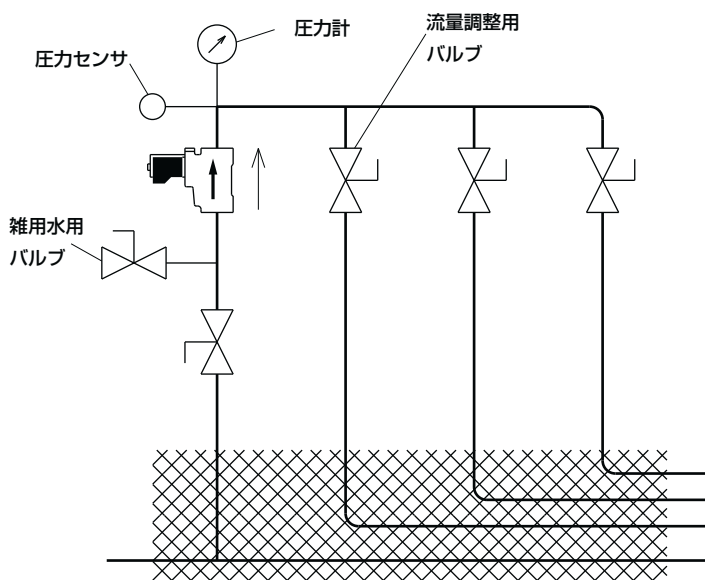 圧力計
流量調整用
バルブ
圧力センサ
雑用水用
バルブ